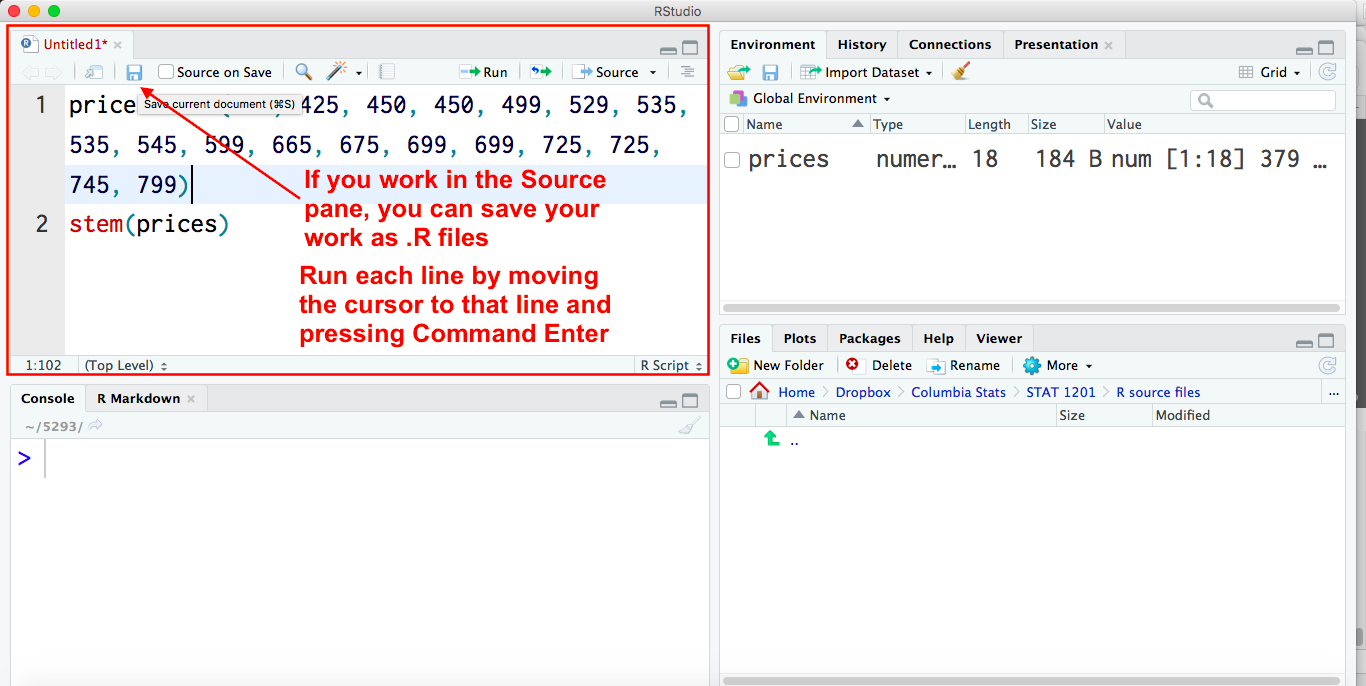 RStudio
Untitled1*
Source on Save
Run
Source
1 price
Save current document (⌘S)
425, 450, 450, 499, 529, 535,
535, 545, 599, 665, 675, 699, 699, 725, 725,
745, 799)
2 stem(prices)
If you work in the Source
pane, you can save your
work as .R files
Run each line by moving
the cursor to that line and
pressing Command Enter
1:102 (Top Level) R Script
Console R Markdown
~/5293/
>
Environment History Connections Presentation
Import Dataset Grid
Global Environment
Name Type Length Size Value
prices numer… 18 184 B num [1:18] 379 …
Files Plots Packages Help Viewer
New Folder Delete Rename More
Home Dropbox Columbia Stats STAT 1201 R source files ...
Name Size Modified
..